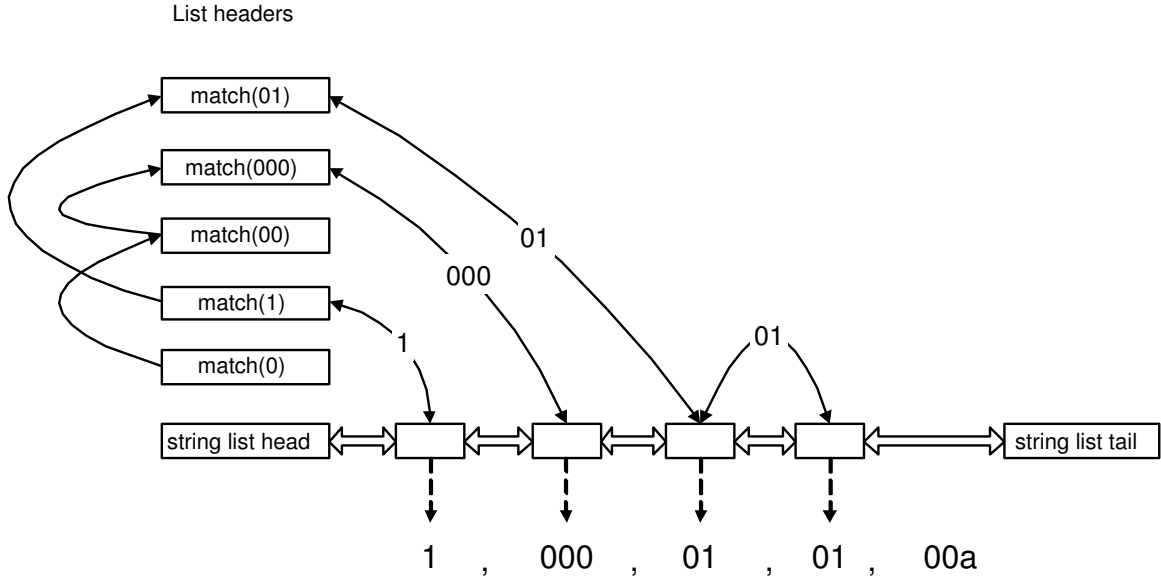 List headers
match(01)
match(000)
match(00)
01
000
match(1)
1
01
match(0)
string list head
string list tail
1 , 000 , 01 , 01 , 00a